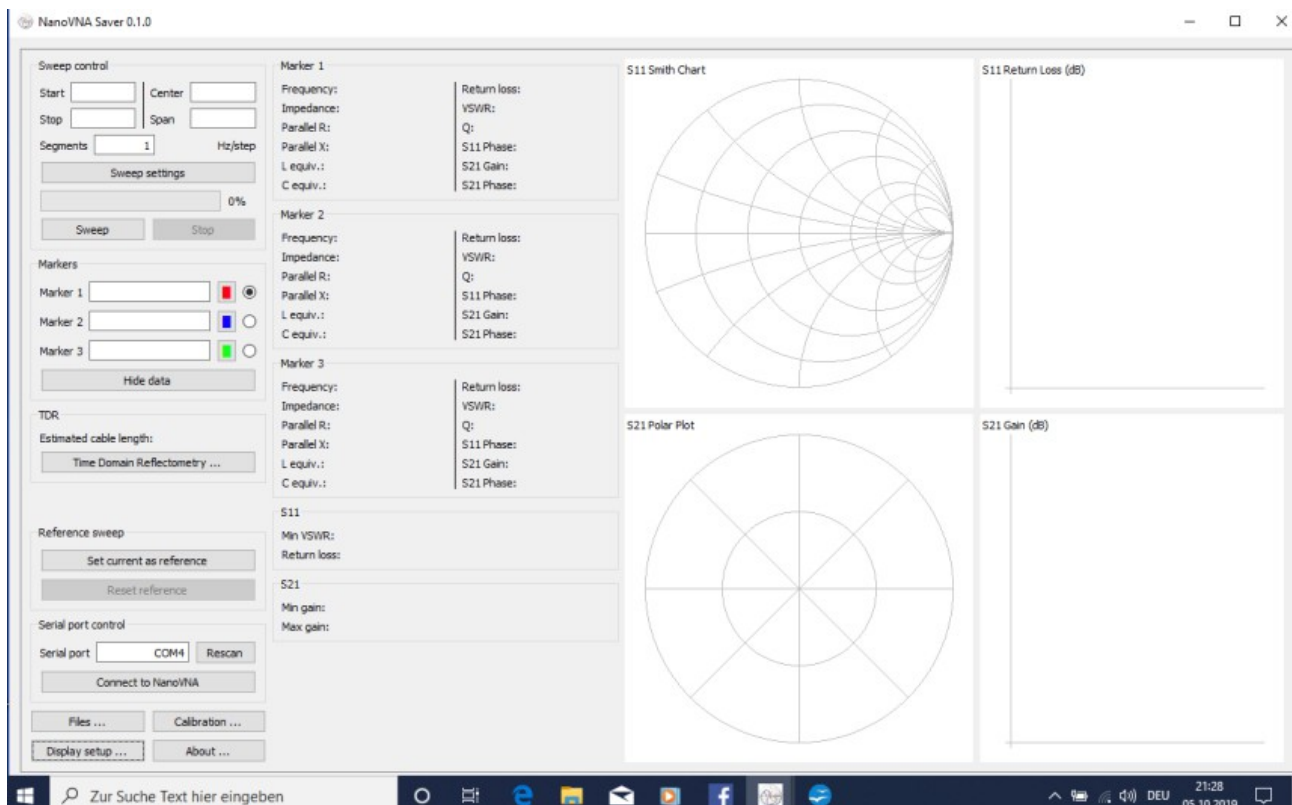 NanoVNA Saver 0.1.0
Sweep control
Start Center
Stop Span
Segments 1 Hz/step
Sweep settings
0%
Sweep Stop
Markers
Marker 1
Marker 2
Marker 3
Hide data
TDR
Estimated cable length:
Time Domain Reflectometry ...
Reference sweep
Set current as reference
Reset reference
Serial port control
Serial port COM4 Rescan
Connect to NanoVNA
Files ... Calibration ...
Display setup ... About ...
Marker 1
Frequency: Return loss:
Impedance: VSWR:
Parallel R: Q:
Parallel X: S11 Phase:
L equiv.: S21 Gain:
C equiv.: S21 Phase:
Marker 2
Frequency: Return loss:
Impedance: VSWR:
Parallel R: Q:
Parallel X: S11 Phase:
L equiv.: S21 Gain:
C equiv.: S21 Phase:
Marker 3
Frequency: Return loss:
Impedance: VSWR:
Parallel R: Q:
Parallel X: S11 Phase:
L equiv.: S21 Gain:
C equiv.: S21 Phase:
S11
Min VSWR:
Return loss:
S21
Min gain:
Max gain:
S11 Smith Chart
S11 Return Loss (dB)
S21 Polar Plot
S21 Gain (dB)
Zur Suche Text hier eingeben
DEU
21:28
05.10.2019